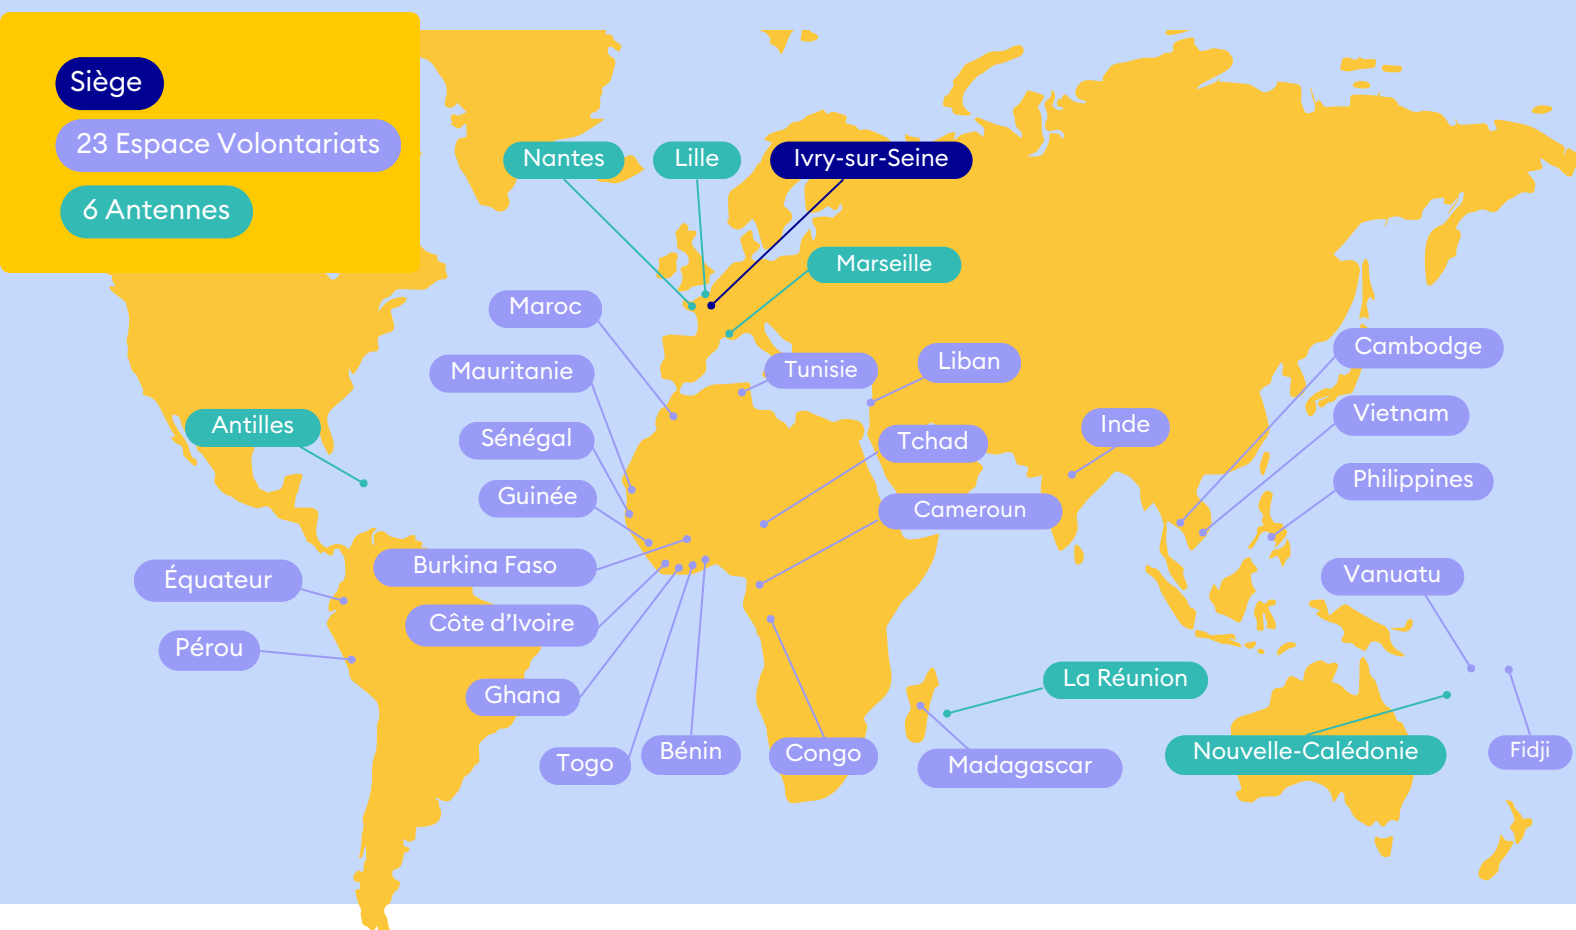 Siège
23 Espace Volontariats
6 Antennes
Nantes
Lille
Ivry-sur-Seine
Marseille
Maroc
Mauritanie
Tunisie
Liban
Cambodge
Antilles
Sénégal
Tchad
Inde
Vietnam
Guinée
Cameroun
Philippines
Équateur
Burkina Faso
Vanuatu
Côte d’Ivoire
Pérou
Ghana
La Réunion
Togo
Bénin
Congo
Madagascar
Nouvelle-Calédonie
Fidji